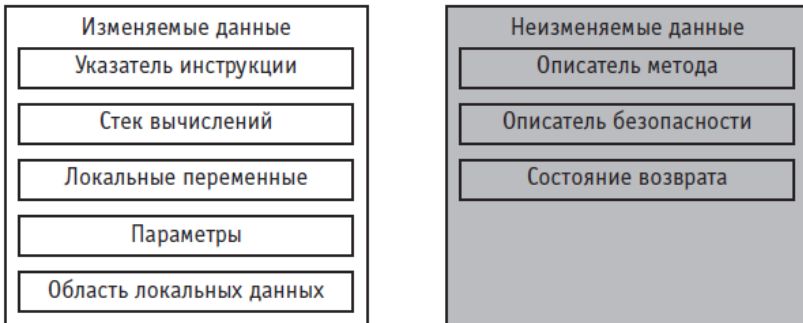 Изменяемые данные
Указатель инструкции
Стек вычислений
Локальные переменные
Параметры
Область локальных данных
Неизменяемые данные
Описатель метода
Описатель безопасности
Состояние возврата